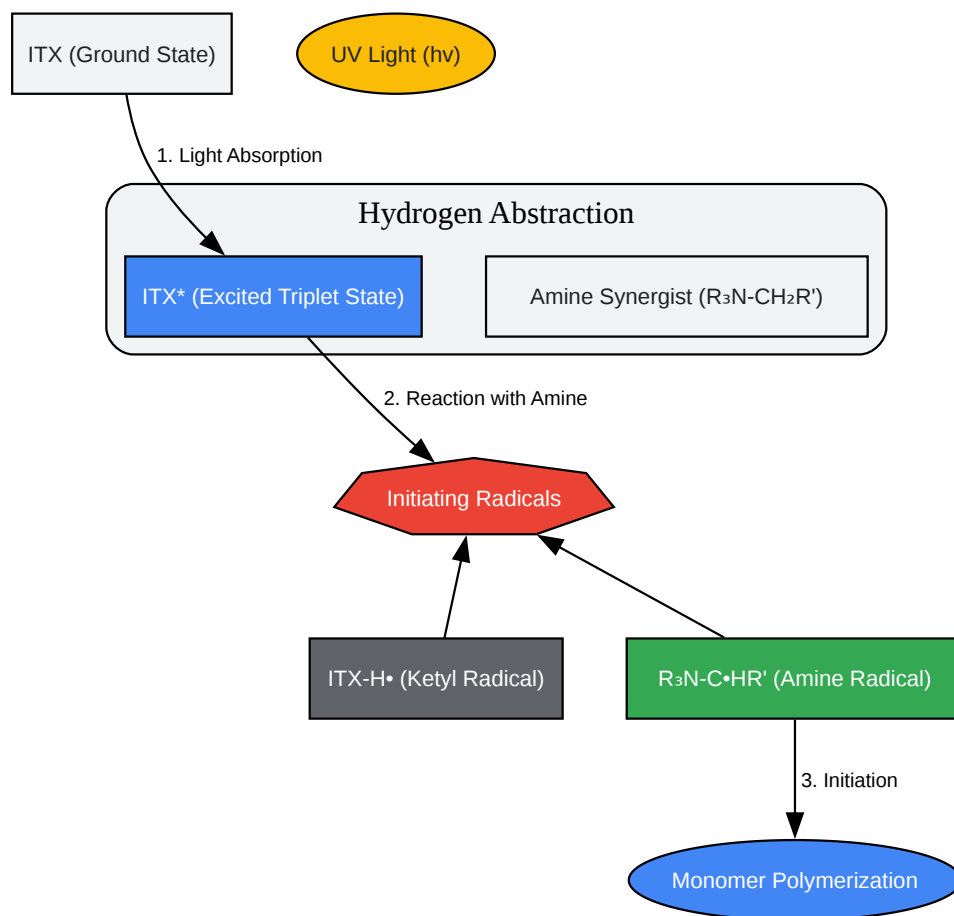 ITX (Ground State)
UV Light (hv)
1. Light Absorption
Hydrogen Abstraction
ITX* (Excited Triplet State)
Amine Synergist (R₃N-CH₂R')
2. Reaction with Amine
Initiating Radicals
ITX-H• (Ketyl Radical)
R₃N-C•HR' (Amine Radical)
3. Initiation
Monomer Polymerization